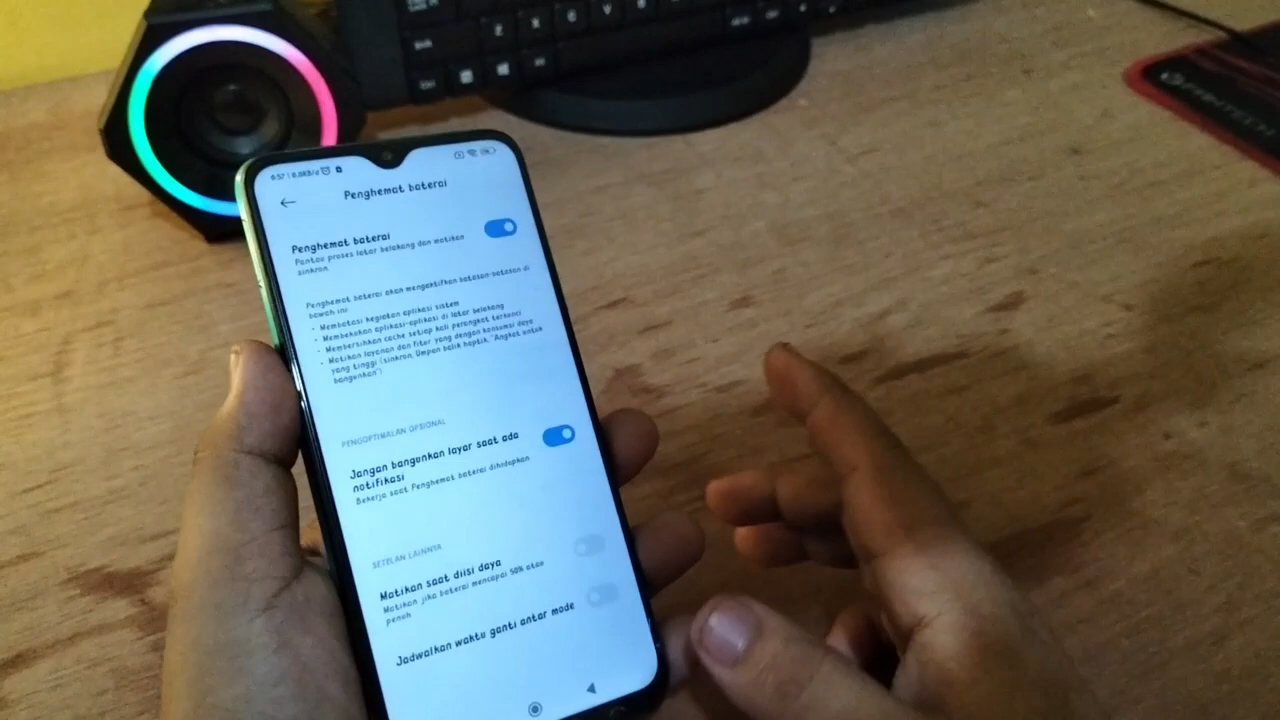 Penghemat baterai
Penghemat baterai
Pantau proses latar belakang dan matikan
sinkron.
Penghemat baterai akan mengaktifkan batasan-batasan di
bawah ini
• Membatasi kegiatan aplikasi sistem
• Membekukan aplikasi-aplikasi di latar belakang
• Membersihkan cache setiap kali perangkat terkunci
• Matikan layanan dan fitur yang dengan konsumsi daya
yang tinggi (sinkron, Umpan balik haptik, "Angkat untuk
bangunkan")
PENGOPTIMALAN OPSIONAL
Jangan bangunkan layar saat ada
notifikasi
Bekerja saat Penghemat baterai dihidupkan
SETELAN LAINNYA
Matikan saat diisi daya
Matikan jika baterai mencapai 50% atau
penuh
Jadwalkan waktu ganti antar mode
Shift Z X C V
Ctrl
FANTECH